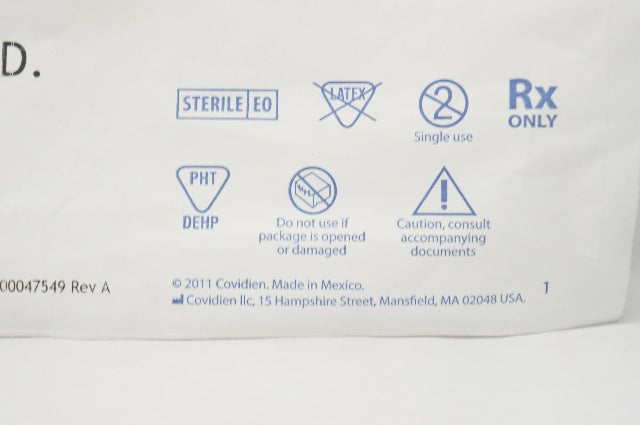 D.
STERILE EO
LATEX
2
Single use
Rx
ONLY
PHT
DEHP
Do not use if
package is opened
or damaged
!
Caution, consult
accompanying
documents
00047549 Rev A
© 2011 Covidien. Made in Mexico.
Covidien llc, 15 Hampshire Street, Mansfield, MA 02048 USA.
1